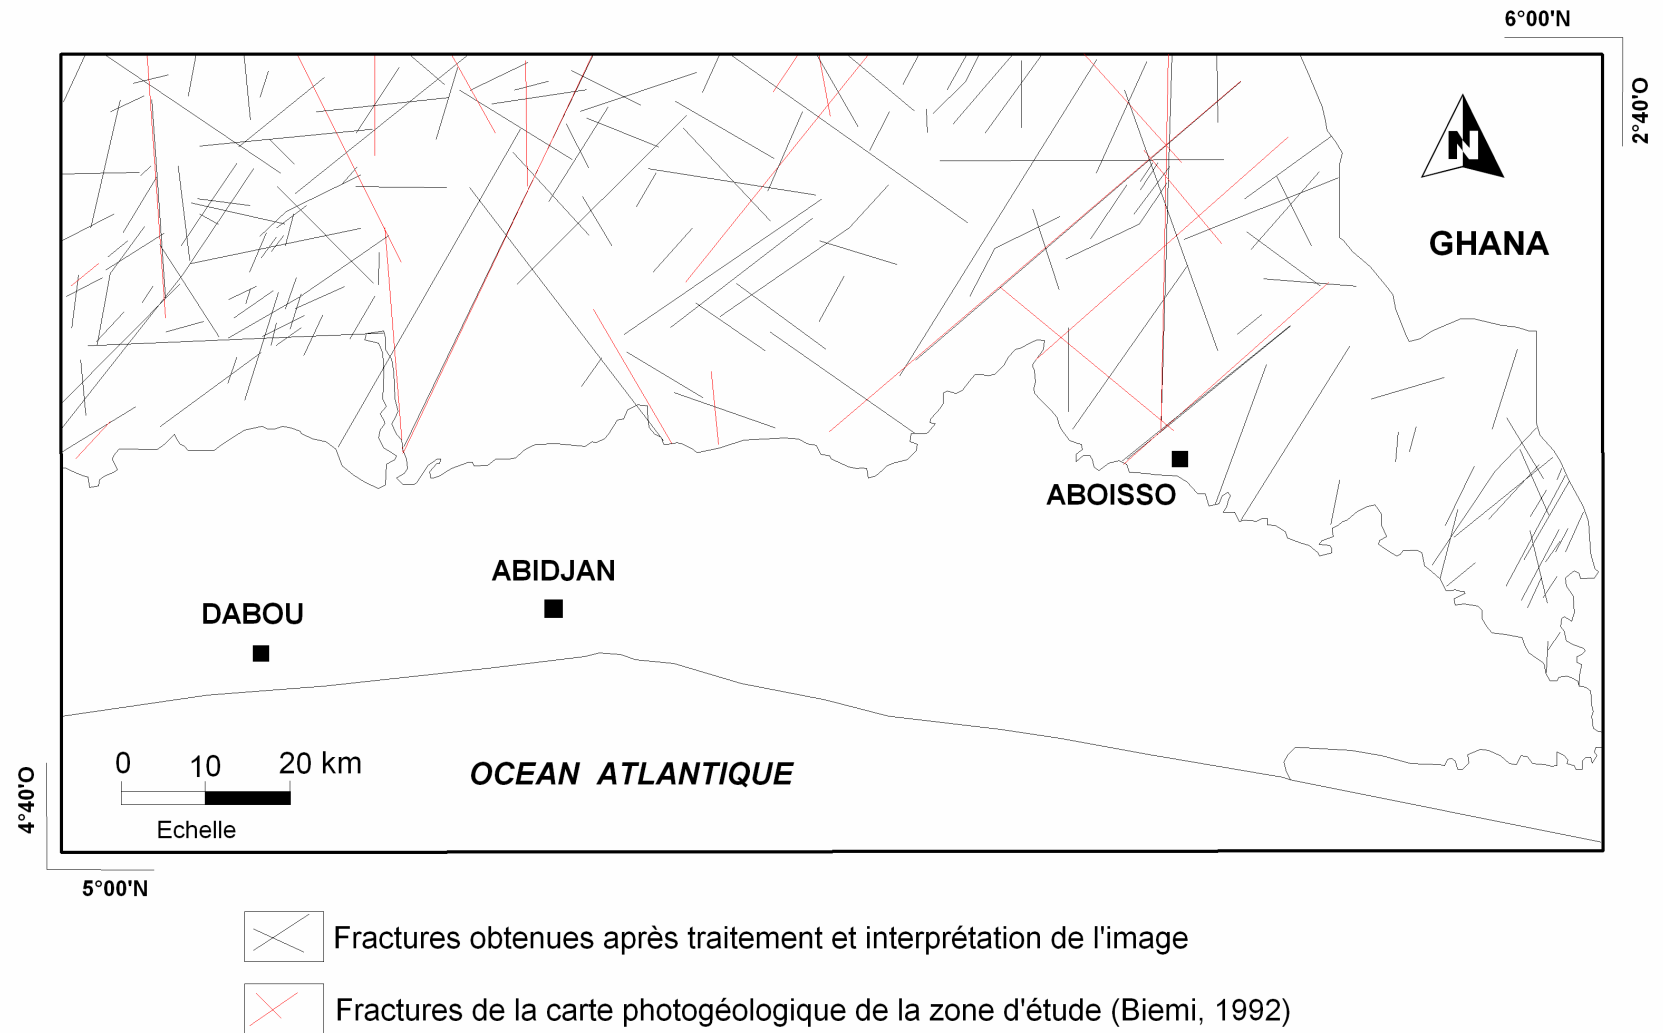 6°00'N
2°40'O
N
GHANA
ABOISSO
ABIDJAN
DABOU
OCEAN ATLANTIQUE
0 10 20 km
Echelle
4°40'O
5°00'N
Fractures obtenues après traitement et interprétation de l'image
Fractures de la carte photogéologique de la zone d'étude (Biemi, 1992)